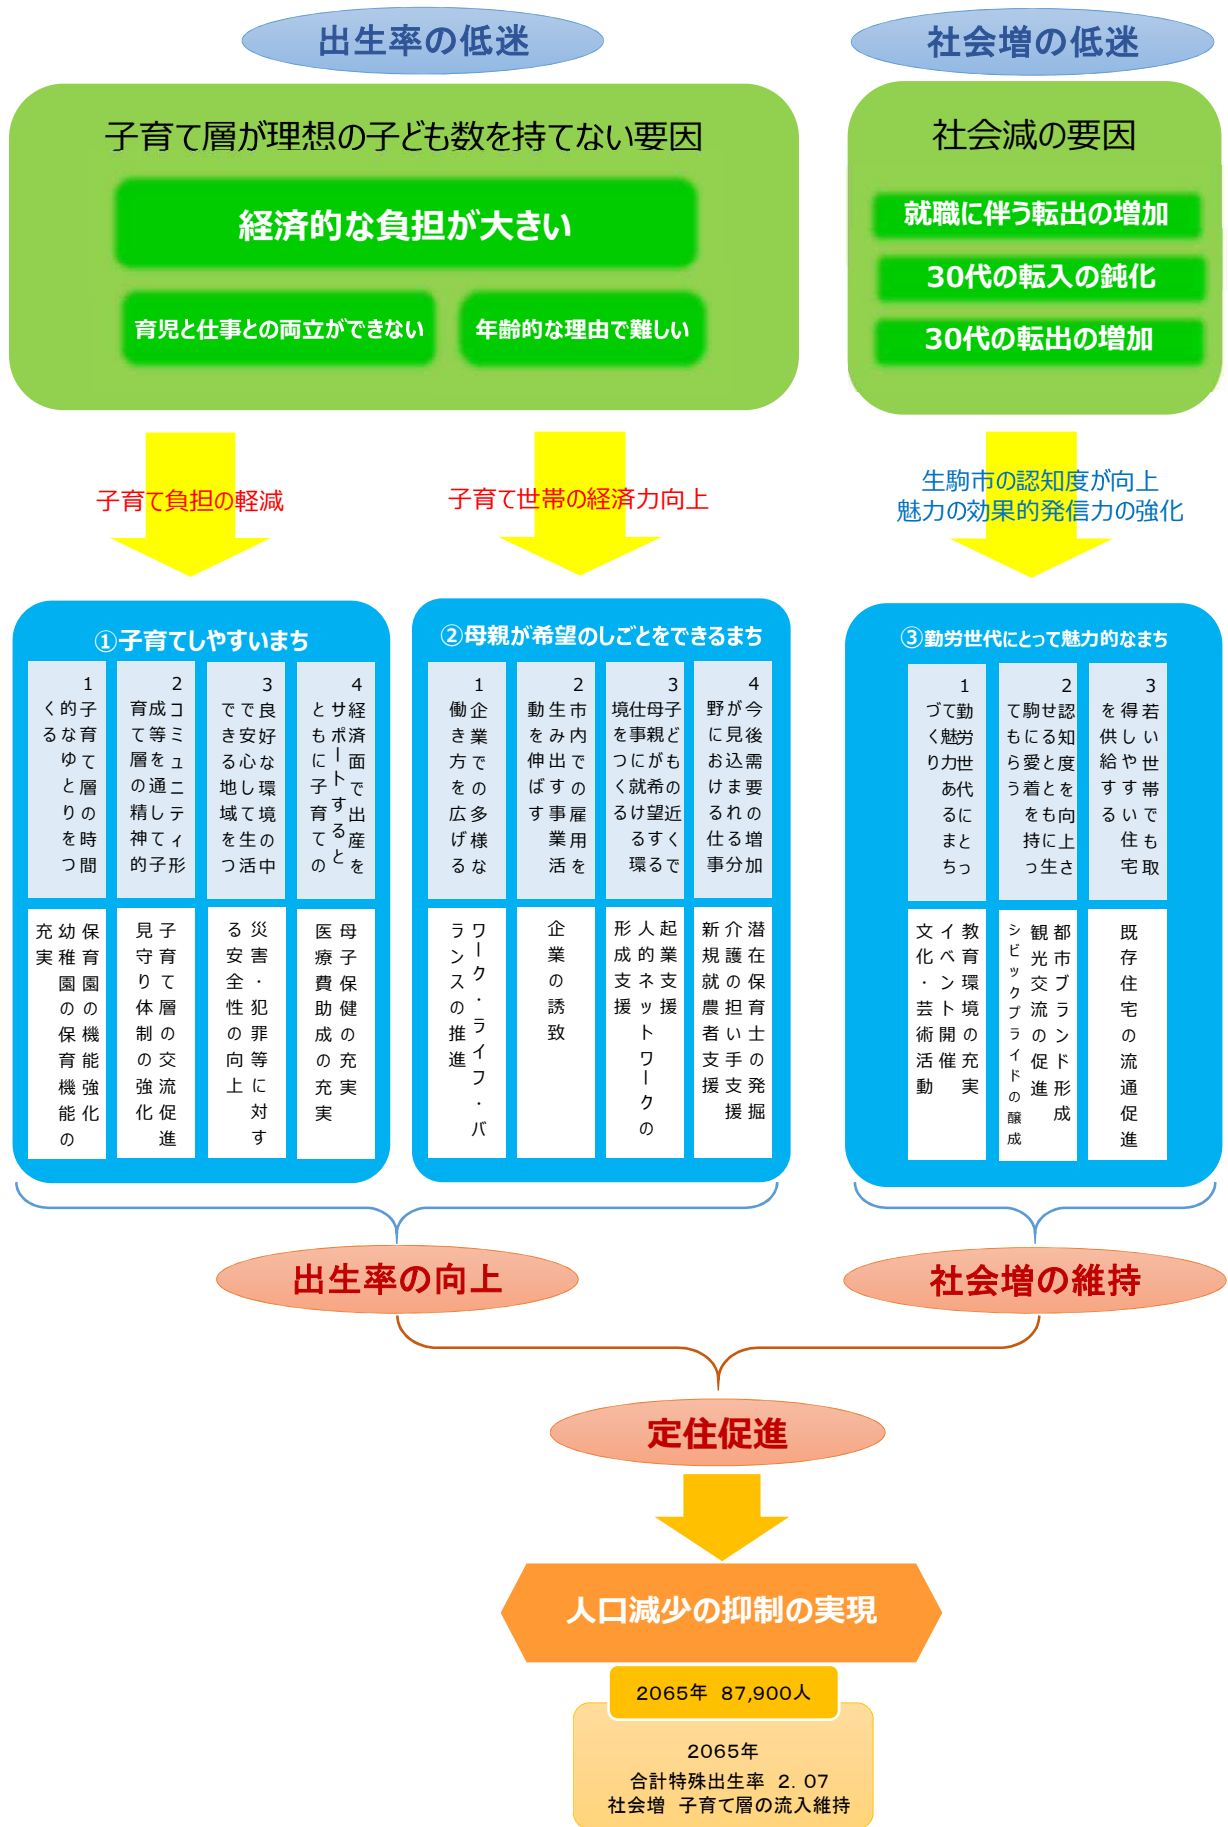 出生率の低迷
社会増の低迷
子育て層が理想の子ども数を持てない要因
経済的な負担が大きい
育児と仕事との両立ができない
年齢的な理由で難しい
社会減の要因
就職に伴う転出の増加
30代の転入の鈍化
30代の転出の増加
子育て負担の軽減
子育て世帯の経済力向上
生駒市の認知度が向上
魅力の効果的発信力の強化
①子育てしやすいまち
1子育て層の時間
的なゆとりをつ
くる
保育園の機能強化
幼稚園の保育機能の
充実
2コミュニティ形
成等を通して子
育て層の精神的
子育て層の交流促進
見守り体制の強化
3良好な環境の中
で安心して生活
できる地域をつ
災害・犯罪等に対す
る安全性の向上
4経済面で出産を
サポートすると
ともに子育ての
母子保健の充実
医療費助成の充実
②母親が希望のしごとをできるまち
1企業での多様な
働き方を広げる
ワーク・ライフ・バ
ランスの推進
2市内での雇用を
生み出す事業活
動を伸ばす
企業の誘致
3子どもの近くで
母親が希望する
仕事に就ける環
境をつくる
起業支援
人的ネットワークの
形成支援
4今後需要の増加
が見込まれる分
野における仕事
潜在保育士の発掘
介護の担い手支援
新規就農者支援
③勤労世代にとって魅力的なまち
1勤労世代にとっ
て魅力あるまち
づくり
教育環境の充実
イベント開催
文化・芸術活動
2認知度を向上さ
せるとともに生
駒に愛着を持っ
てもらう
都市ブランド形成
観光交流の促進
シビックプライドの醸成
3若い世帯でも取
得しやすい住宅
を供給する
既存住宅の流通促進
出生率の向上
社会増の維持
定住促進
人口減少の抑制の実現
2065年 87,900人
2065年
合計特殊出生率 2.07
社会増 子育て層の流入維持